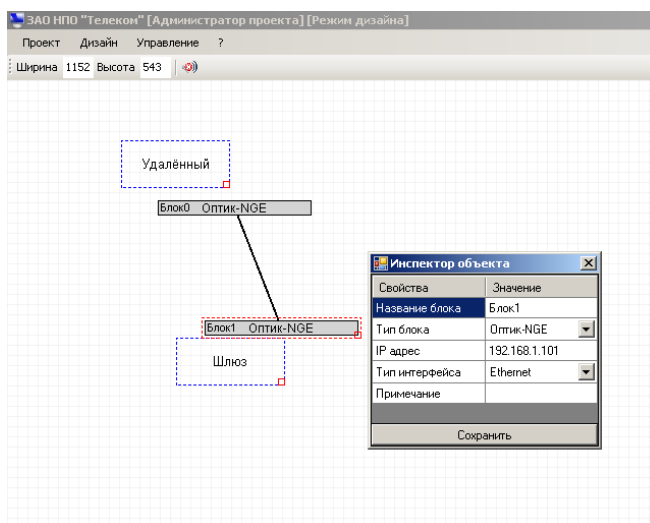 ЗАО НПО "Телеком" [Администратор проекта] [Режим дизайна]
Проект Дизайн Управление ?
Ширина 1152 Высота 543
Удалённый
Блок0 Оптик-NGE
Блок1 Оптик-NGE
Шлюз
Инспектор объекта
Свойства Значение
Название блока Блок1
Тип блока Оптик-NGE
IP адрес 192.168.1.101
Тип интерфейса Ethernet
Примечание
Сохранить